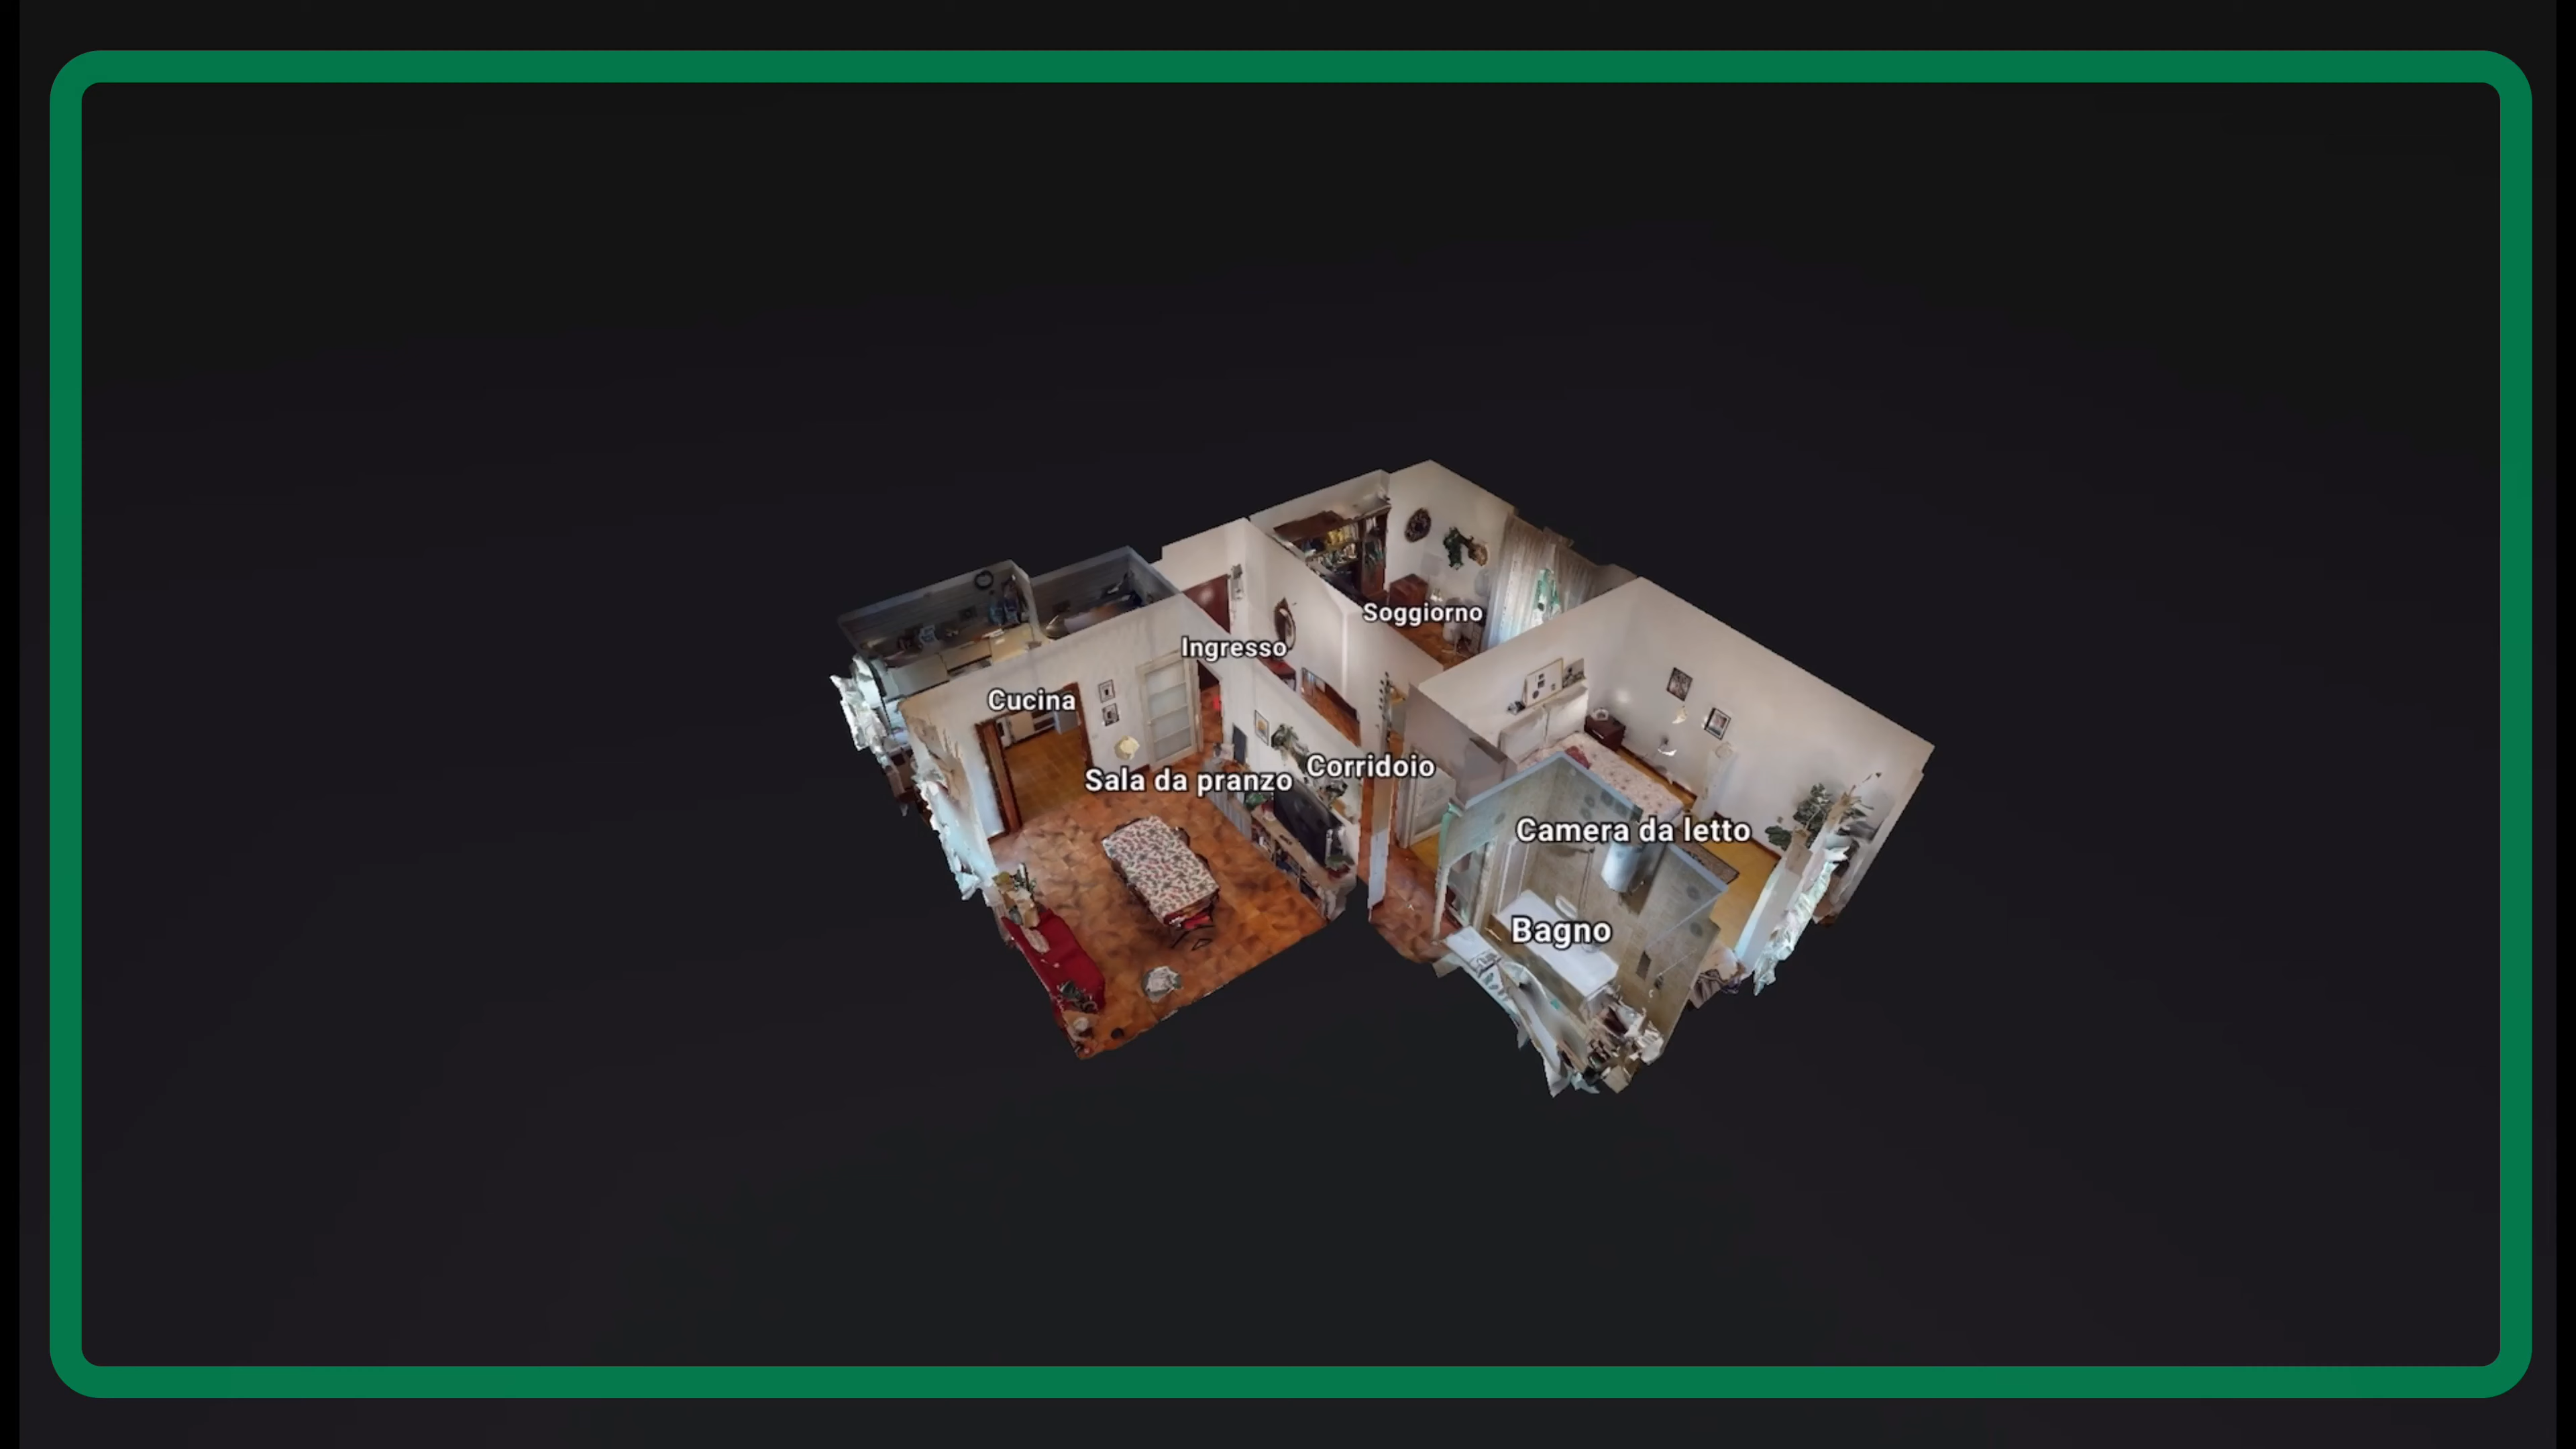 Soggiorno
Ingresso
Cucina
Corridoio
Sala da pranzo
Camera da letto
Bagno